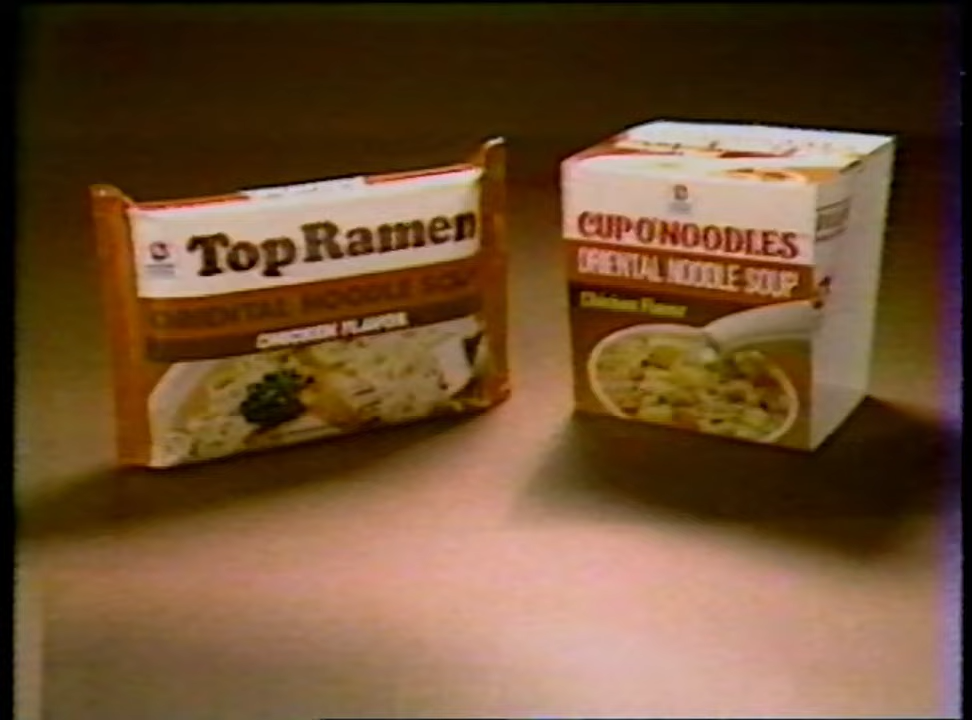 Top Ramen
ORIENTAL NOODLE SOUP
CHICKEN FLAVOR
CUP O'NOODLES
ORIENTAL NOODLE SOUP
Chicken Flavor